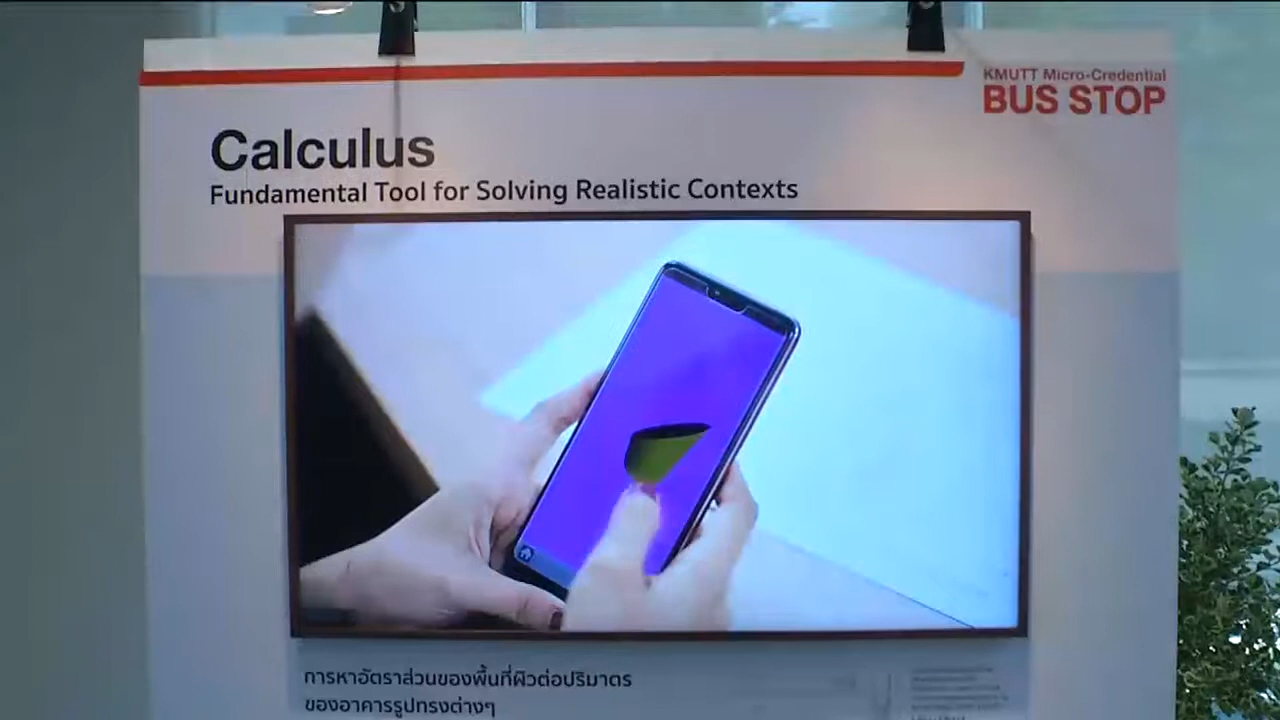 KMUTT Micro-Credential
BUS STOP
Calculus
Fundamental Tool for Solving Realistic Contexts
การหาอัตราส่วนของพื้นที่ผิวต่อปริมาตร
ของอาคารรูปทรงต่างๆ